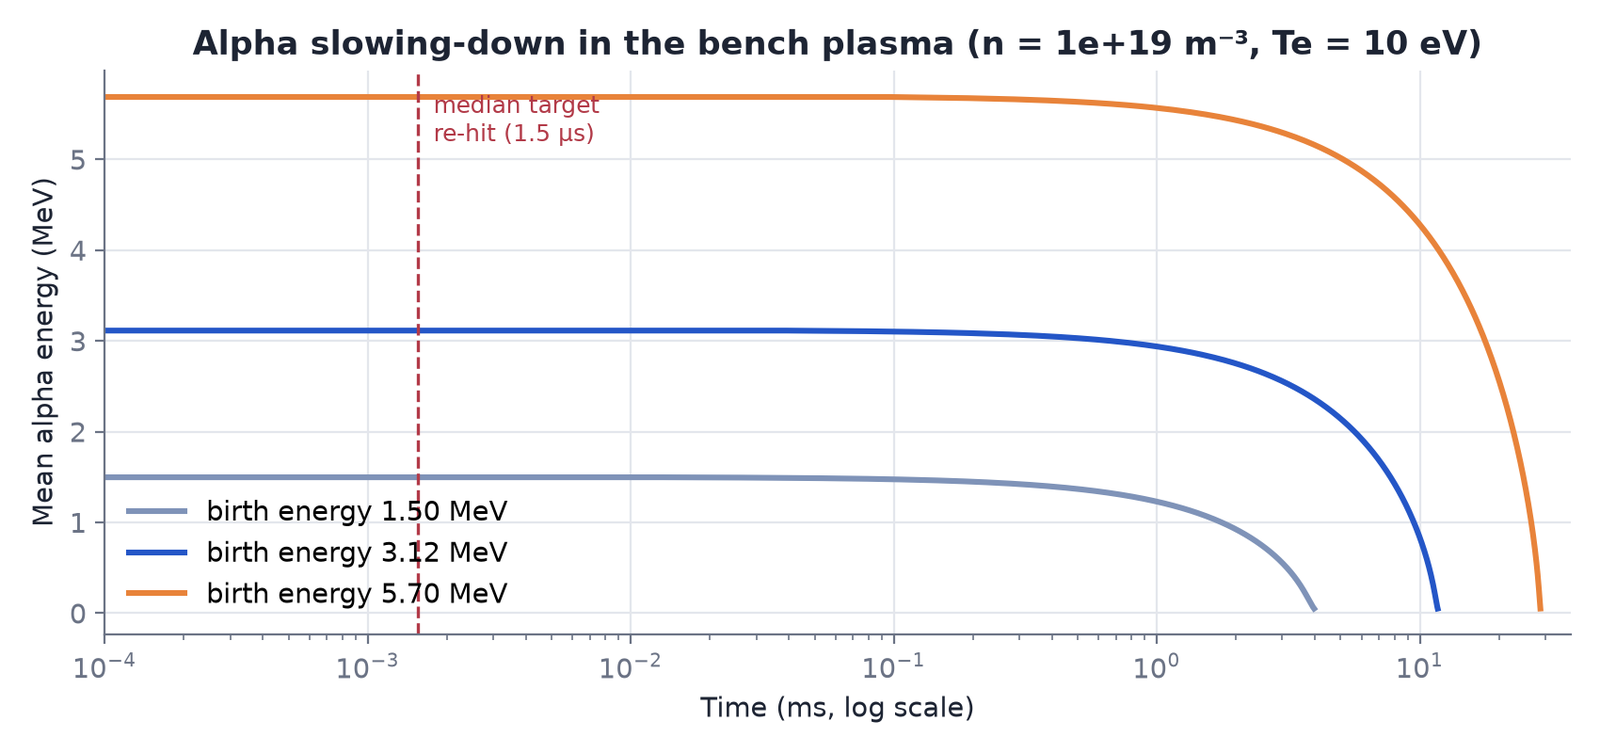 Alpha slowing-down in the bench plasma (n = 1e+19 m⁻³, Te = 10 eV)
median target
re-hit (1.5 µs)
Mean alpha energy (MeV)
5
4
3
2
1
0
birth energy 1.50 MeV
birth energy 3.12 MeV
birth energy 5.70 MeV
10⁻⁴ 10⁻³ 10⁻² 10⁻¹ 10⁰ 10¹
Time (ms, log scale)